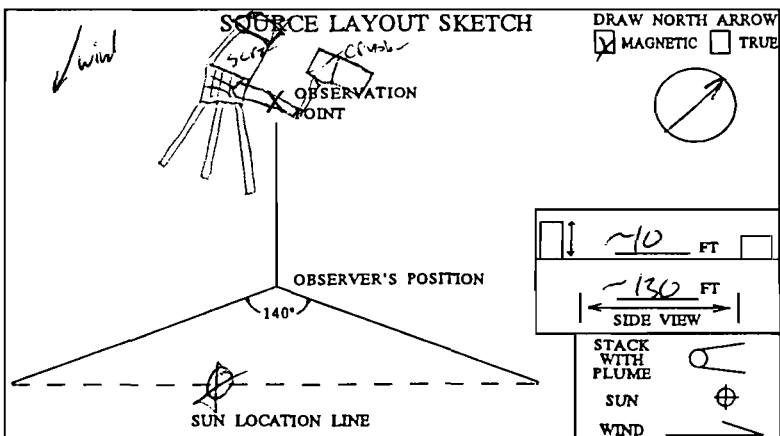 SOURCE LAYOUT SKETCH
DRAW NORTH ARROW
X MAGNETIC TRUE
wind
OBSERVATION
POINT
~10 FT
OBSERVER'S POSITION
~130 FT
140°
SIDE VIEW
STACK
WITH
PLUME
SUN
SUN LOCATION LINE
WIND